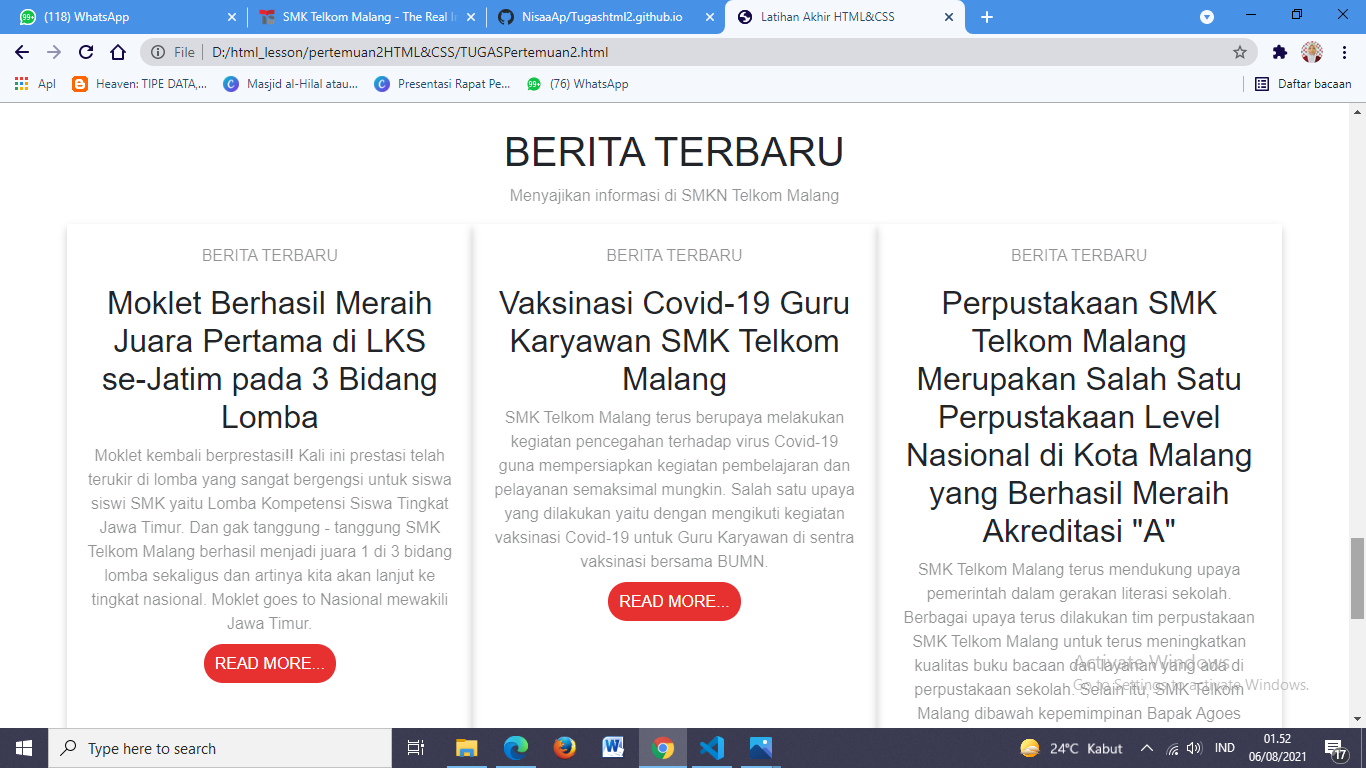 (118) WhatsApp
SMK Telkom Malang - The Real In
NisaaAp/Tugashtml2.github.io
Latihan Akhir HTML&CSS
File
D:/html_lesson/pertemuan2HTML&CSS/TUGASPertemuan2.html
Apl
Heaven: TIPE DATA,...
Masjid al-Hilal atau...
Presentasi Rapat Pe...
(76) WhatsApp
Daftar bacaan
BERITA TERBARU
Menyajikan informasi di SMKN Telkom Malang
BERITA TERBARU
Moklet Berhasil Meraih
Juara Pertama di LKS
se-Jatim pada 3 Bidang
Lomba
Moklet kembali berprestasi!! Kali ini prestasi telah
terukir di lomba yang sangat bergengsi untuk siswa
siswi SMK yaitu Lomba Kompetensi Siswa Tingkat
Jawa Timur. Dan gak tanggung - tanggung SMK
Telkom Malang berhasil menjadi juara 1 di 3 bidang
lomba sekaligus dan artinya kita akan lanjut ke
tingkat nasional. Moklet goes to Nasional mewakili
Jawa Timur.
READ MORE...
BERITA TERBARU
Vaksinasi Covid-19 Guru
Karyawan SMK Telkom
Malang
SMK Telkom Malang terus berupaya melakukan
kegiatan pencegahan terhadap virus Covid-19
guna mempersiapkan kegiatan pembelajaran dan
pelayanan semaksimal mungkin. Salah satu upaya
yang dilakukan yaitu dengan mengikuti kegiatan
vaksinasi Covid-19 untuk Guru Karyawan di sentra
vaksinasi bersama BUMN.
READ MORE...
BERITA TERBARU
Perpustakaan SMK
Telkom Malang
Merupakan Salah Satu
Perpustakaan Level
Nasional di Kota Malang
yang Berhasil Meraih
Akreditasi "A"
SMK Telkom Malang terus mendukung upaya
pemerintah dalam gerakan literasi sekolah.
Berbagai upaya terus dilakukan tim perpustakaan
SMK Telkom Malang untuk terus meningkatkan
kualitas buku bacaan dan layanan yang ada di
perpustakaan sekolah. Selain itu, SMK Telkom
Malang dibawah kepemimpinan Bapak Agoes
Activate Windows
Go to Settings to activate Windows.
Type here to search
24°C Kabut
IND
01.52
06/08/2021
17